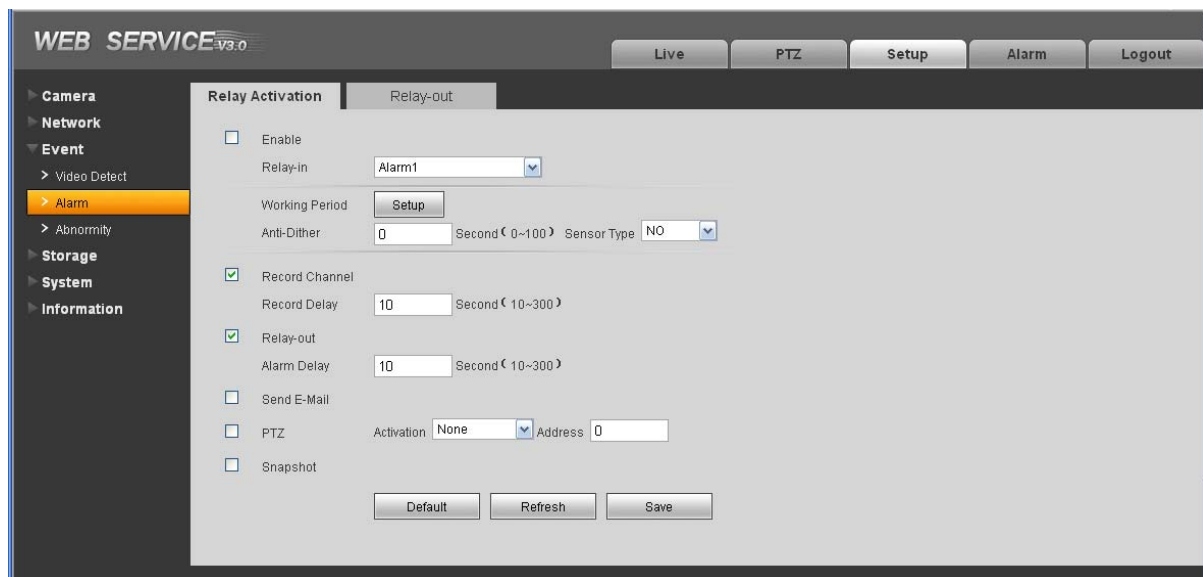 WEB SERVICE V3.0
Live PTZ Setup Alarm Logout
Camera
Network
Event
> Video Detect
> Alarm
> Abnormity
Storage
System
Information
Relay Activation Relay-out
Enable
Relay-in Alarm1
Working Period Setup
Anti-Dither 0 Second ( 0~100 ) Sensor Type NO
Record Channel
Record Delay 10 Second ( 10~300 )
Relay-out
Alarm Delay 10 Second ( 10~300 )
Send E-Mail
PTZ Activation None Address 0
Snapshot
Default Refresh Save